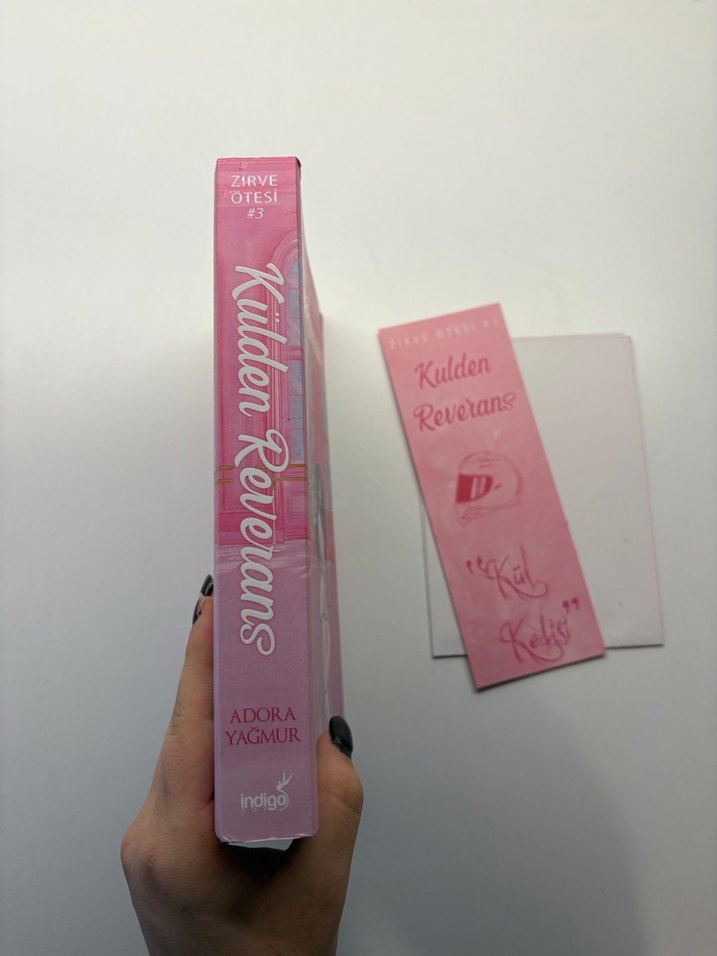 ZİRVE
ÖTESİ
#3
Külden Reverans
ADORA
YAĞMUR
indigo
ZİRVE ÖTESİ #3
Külden
Reverans
"Kül
Kedisi"